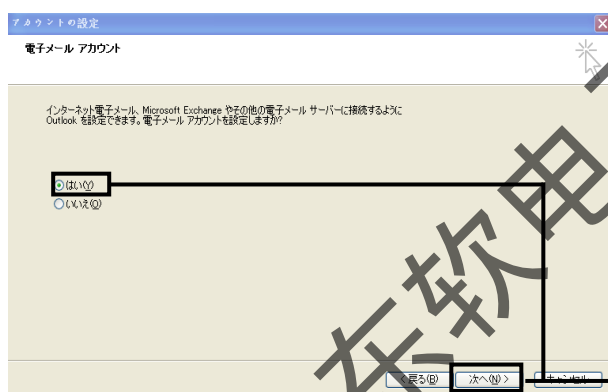 アカウントの設定
電子メール アカウント
インターネット電子メール、Microsoft Exchange やその他の電子メール サーバーに接続するように
Outlook を設定できます。電子メール アカウントを設定しますか?
はい(Y)
いいえ(O)
< 戻る(B)
次へ(N) >
キャンセル
东软电